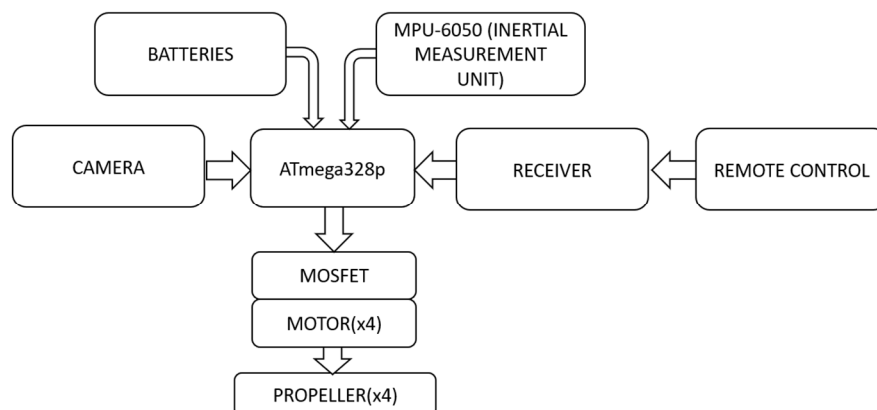 BATTERIES
MPU-6050 (INERTIAL
MEASUREMENT
UNIT)
CAMERA
ATmega328p
RECEIVER
REMOTE CONTROL
MOSFET
MOTOR(x4)
PROPELLER(x4)